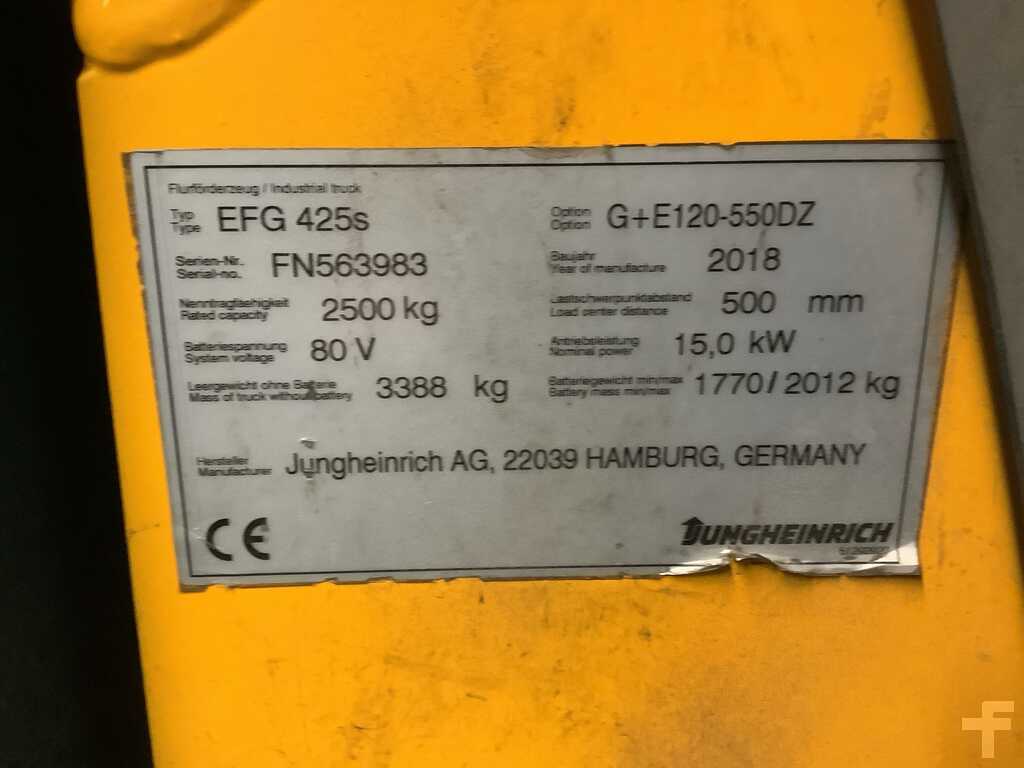 Flurförderzeug / Industrial truck
Typ
Type EFG 425s
Option
Option G+E120-550DZ
Serien-Nr.
Serial-no. FN563983
Baujahr
Year of manufacture 2018
Nenntragfaehigkeit
Rated capacity 2500 kg
Lastschwerpunktabstand
Load center distance 500 mm
Batteriespannung
System voltage 80 V
Antriebsleistung
Nominal power 15,0 kW
Leergewicht ohne Batterie
Mass of truck without battery 3388 kg
Batteriegewicht min/max
Battery mass min/max 1770 / 2012 kg
Hersteller
Manufacturer Jungheinrich AG, 22039 HAMBURG, GERMANY
CE
JUNGHEINRICH